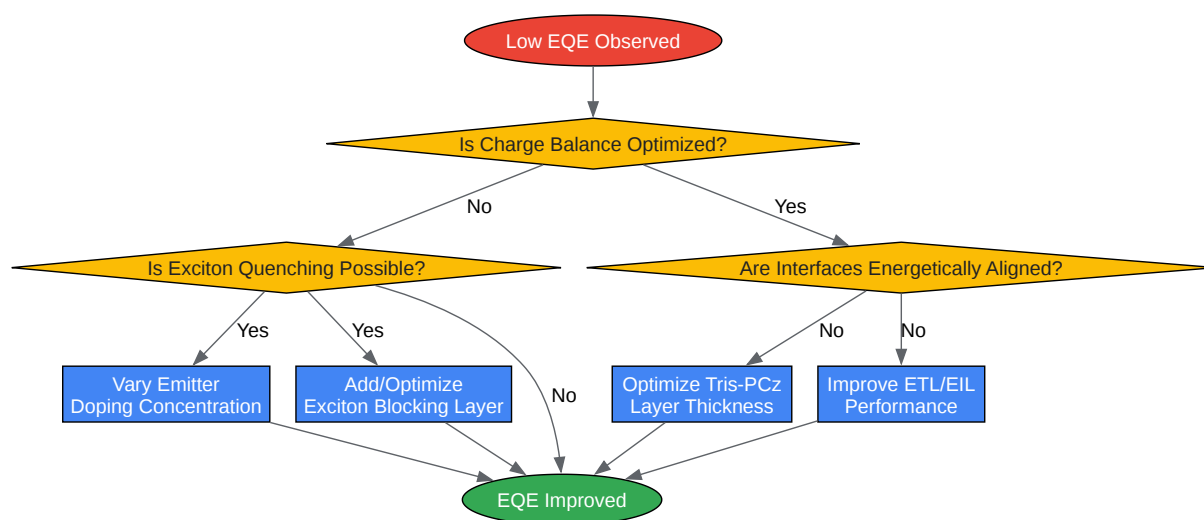 Low EQE Observed
Is Charge Balance Optimized?
No
Yes
Is Exciton Quenching Possible?
Are Interfaces Energetically Aligned?
Yes
Yes
No
No
Vary Emitter
Doping Concentration
Add/Optimize
Exciton Blocking Layer
No
Optimize Tris-PCz
Layer Thickness
Improve ETL/EIL
Performance
EQE Improved